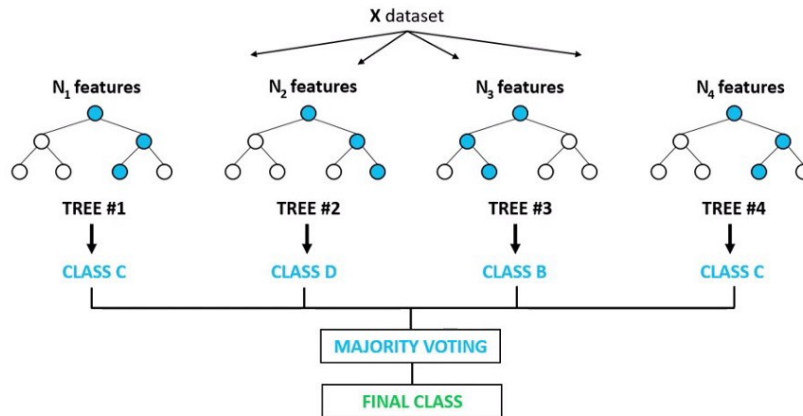 X dataset
N₁ features N₂ features N₃ features N₄ features
TREE #1 TREE #2 TREE #3 TREE #4
CLASS C CLASS D CLASS B CLASS C
MAJORITY VOTING
FINAL CLASS